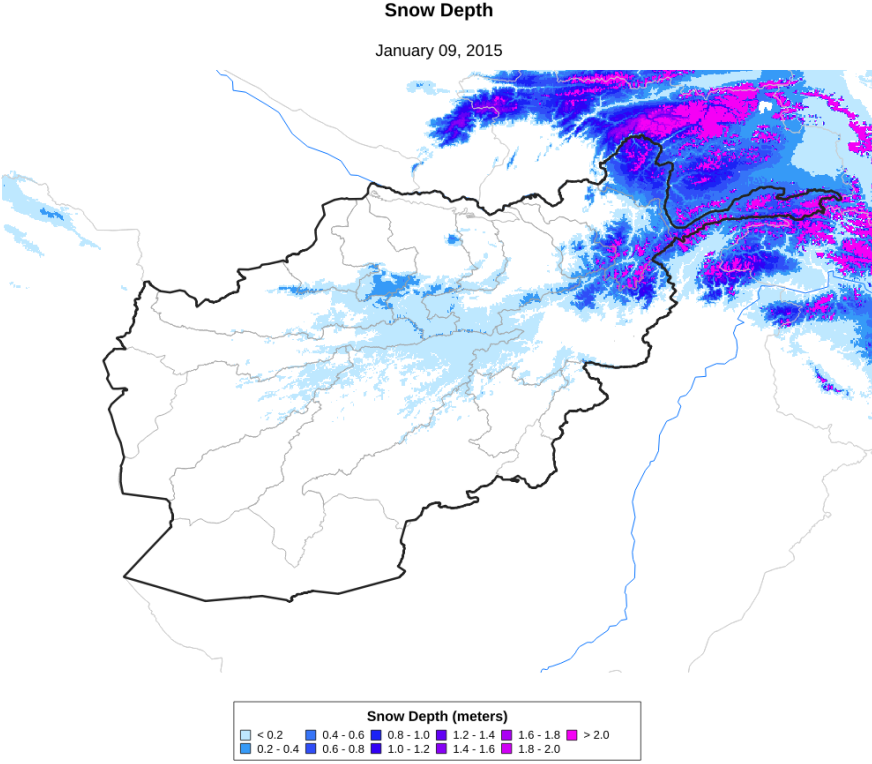 Snow Depth
January 09, 2015
Snow Depth (meters)
< 0.2 0.4 - 0.6 0.8 - 1.0 1.2 - 1.4 1.6 - 1.8 > 2.0
0.2 - 0.4 0.6 - 0.8 1.0 - 1.2 1.4 - 1.6 1.8 - 2.0